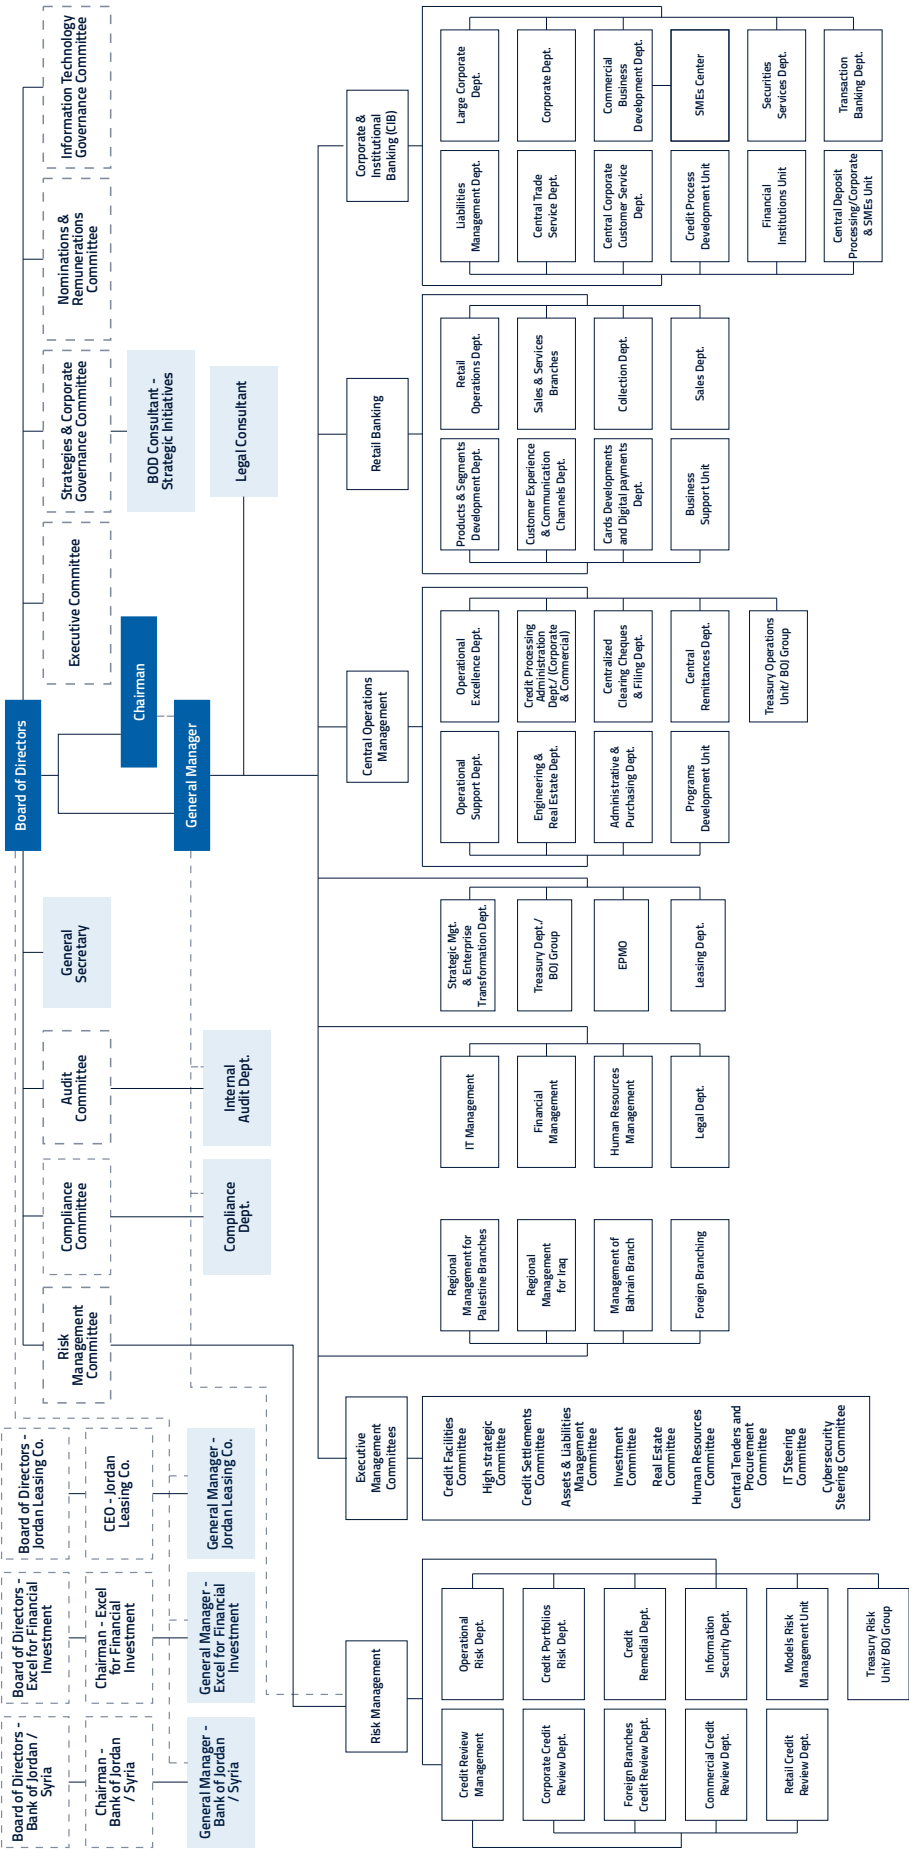 Board of Directors -
Bank of Jordan /
Syria
Board of Directors -
Excel for Financial
Investment
Board of Directors -
Jordan Leasing Co.
Board of Directors
Chairman -
Bank of Jordan
/ Syria
Chairman - Excel
for Financial
Investment
CEO - Jordan
Leasing Co.
Risk
Management
Committee
Compliance
Committee
Audit
Committee
General
Secretary
Executive Committee
Strategies & Corporate
Governance Committee
Nominations &
Remunerations
Committee
Information Technology
Governance Committee
Chairman
BOD Consultant -
Strategic Initiatives
General Manager -
Bank of Jordan
/ Syria
General Manager -
Excel for Financial
Investment
General Manager -
Jordan Leasing Co.
Compliance
Dept.
Internal
Audit Dept.
General Manager
Legal Consultant
Risk Management
Executive
Management
Committees
Central Operations
Management
Retail Banking
Corporate &
Institutional
Banking (CIB)
Credit Review
Management
Operational
Risk Dept.
Corporate Credit
Review Dept.
Credit Portfolios
Risk Dept.
Foreign Branches
Credit Review Dept.
Credit
Remedial Dept.
Commercial Credit
Review Dept.
Information
Security Dept.
Retail Credit
Review Dept.
Models Risk
Management Unit
Treasury Risk
Unit/ BOJ Group
Credit Facilities
Committee
High strategic
Committee
Credit Settlements
Committee
Assets & Liabilities
Management
Committee
Investment
Committee
Real Estate
Committee
Human Resources
Committee
Central Tenders and
Procurement
Committee
IT Steering
Committee
Cybersecurity
Steering Committee
Regional
Management for
Palestine Branches
Regional
Management
for Iraq
Management of
Bahrain Branch
Foreign Branching
IT Management
Financial
Management
Human Resources
Management
Legal Dept.
Strategic Mgt.
& Enterprise
Transformation Dept.
Treasury Dept./
BOJ Group
EPMO
Leasing Dept.
Operational
Support Dept.
Operational
Excellence Dept.
Engineering &
Real Estate Dept.
Credit Processing
Administration
Dept./ (Corporate
& Commercial)
Administrative &
Purchasing Dept.
Centralized
Clearing Cheques
& Filing Dept.
Programs
Development Unit
Central
Remittances Dept.
Treasury Operations
Unit/ BOJ Group
Products & Segments
Development Dept.
Retail
Operations Dept.
Customer Experience
& Communication
Channels Dept.
Sales & Services
Branches
Cards Developments
and Digital payments
Dept.
Collection Dept.
Business
Support Unit
Sales Dept.
Liabilities
Management Dept.
Large Corporate
Dept.
Central Trade
Service Dept.
Corporate Dept.
Central Corporate
Customer Service
Dept.
Commercial
Business
Development Dept.
Credit Process
Development Unit
SMEs Center
Financial
Institutions Unit
Securities
Services Dept.
Central Deposit
Processing/Corporate
& SMEs Unit
Transaction
Banking Dept.